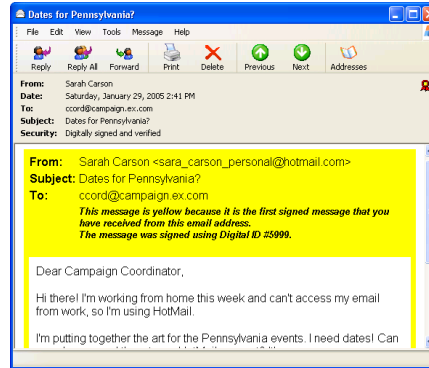 Dates for Pennsylvania?
File Edit View Tools Message Help
Reply Reply All Forward Print Delete Previous Next Addresses
From: Sarah Carson
Date: Saturday, January 29, 2005 2:41 PM
To: ccord@campaign.ex.com
Subject: Dates for Pennsylvania?
Security: Digitally signed and verified
From: Sarah Carson <sara_carson_personal@hotmail.com>
Subject: Dates for Pennsylvania?
To: ccord@campaign.ex.com
This message is yellow because it is the first signed message that you
have received from this email address.
The message was signed using Digital ID #5999.
Dear Campaign Coordinator,
Hi there! I'm working from home this week and can't access my email
from work, so I'm using HotMail.
I'm putting together the art for the Pennsylvania events. I need dates! Can